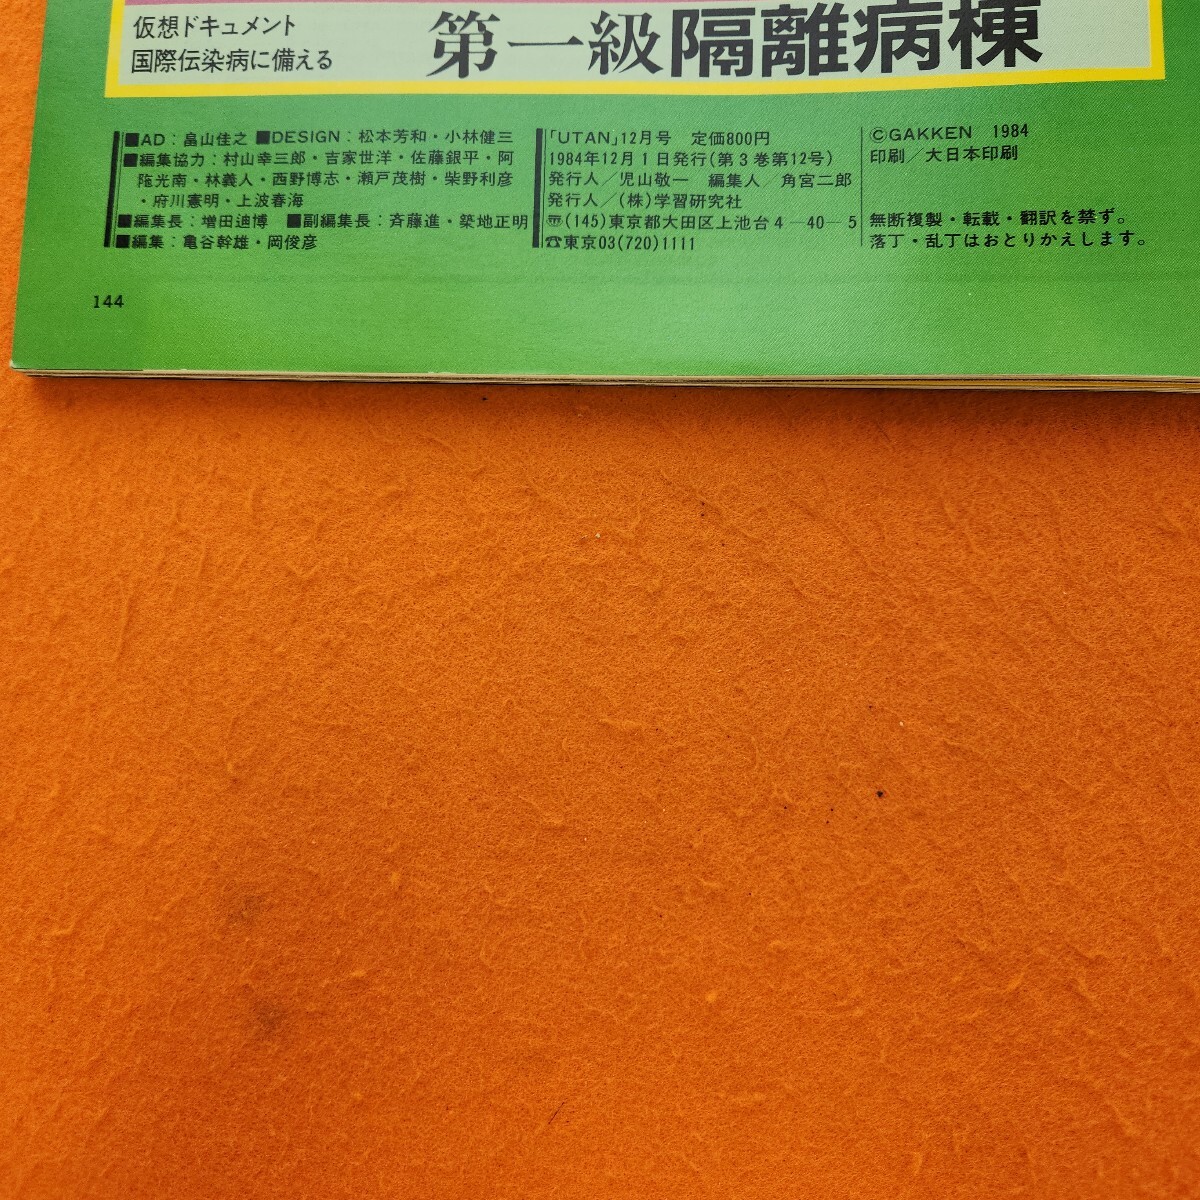 仮想ドキュメント
国際伝染病に備える
第一級隔離病棟
■AD：畠山佳之 ■DESIGN：松本芳和・小林健三
■編集協力：村山幸三郎・吉家世洋・佐藤銀平・阿
陁光南・林義人・西野博志・瀬戸茂樹・柴野利彦
・府川憲明・上波春海
■編集長：増田迪博 ■副編集長：斉藤進・築地正明
■編集：亀谷幹雄・岡俊彦
「UTAN」12月号 定価800円
1984年12月1日発行(第3巻第12号)
発行人／児山敬一 編集人／角宮二郎
発行人／(株)学習研究社
〠(145)東京都大田区上池台4―40―5
☎東京03(720)1111
©GAKKEN 1984
印刷／大日本印刷
無断複製・転載・翻訳を禁ず。
落丁・乱丁はおとりかえします。
144